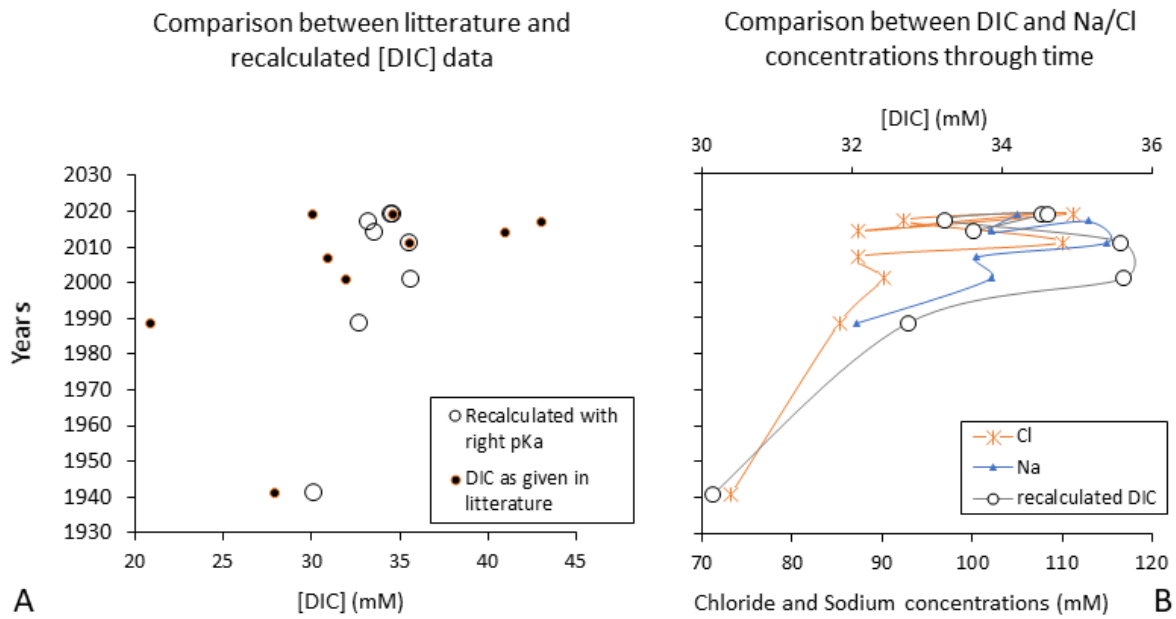 Comparison between litterature and
recalculated [DIC] data
2030
2020
2010
2000
1990
1980
1970
1960
1950
1940
1930
Years
Recalculated with
right pKa
DIC as given in
litterature
20
30
35
40
45
[DIC] (mM)
A
Comparison between DIC and Na/Cl
concentrations through time
[DIC] (mM)
30
32
34
36
Cl
Na
recalculated DIC
70
80
90
100
110
120
Chloride and Sodium concentrations (mM)
B